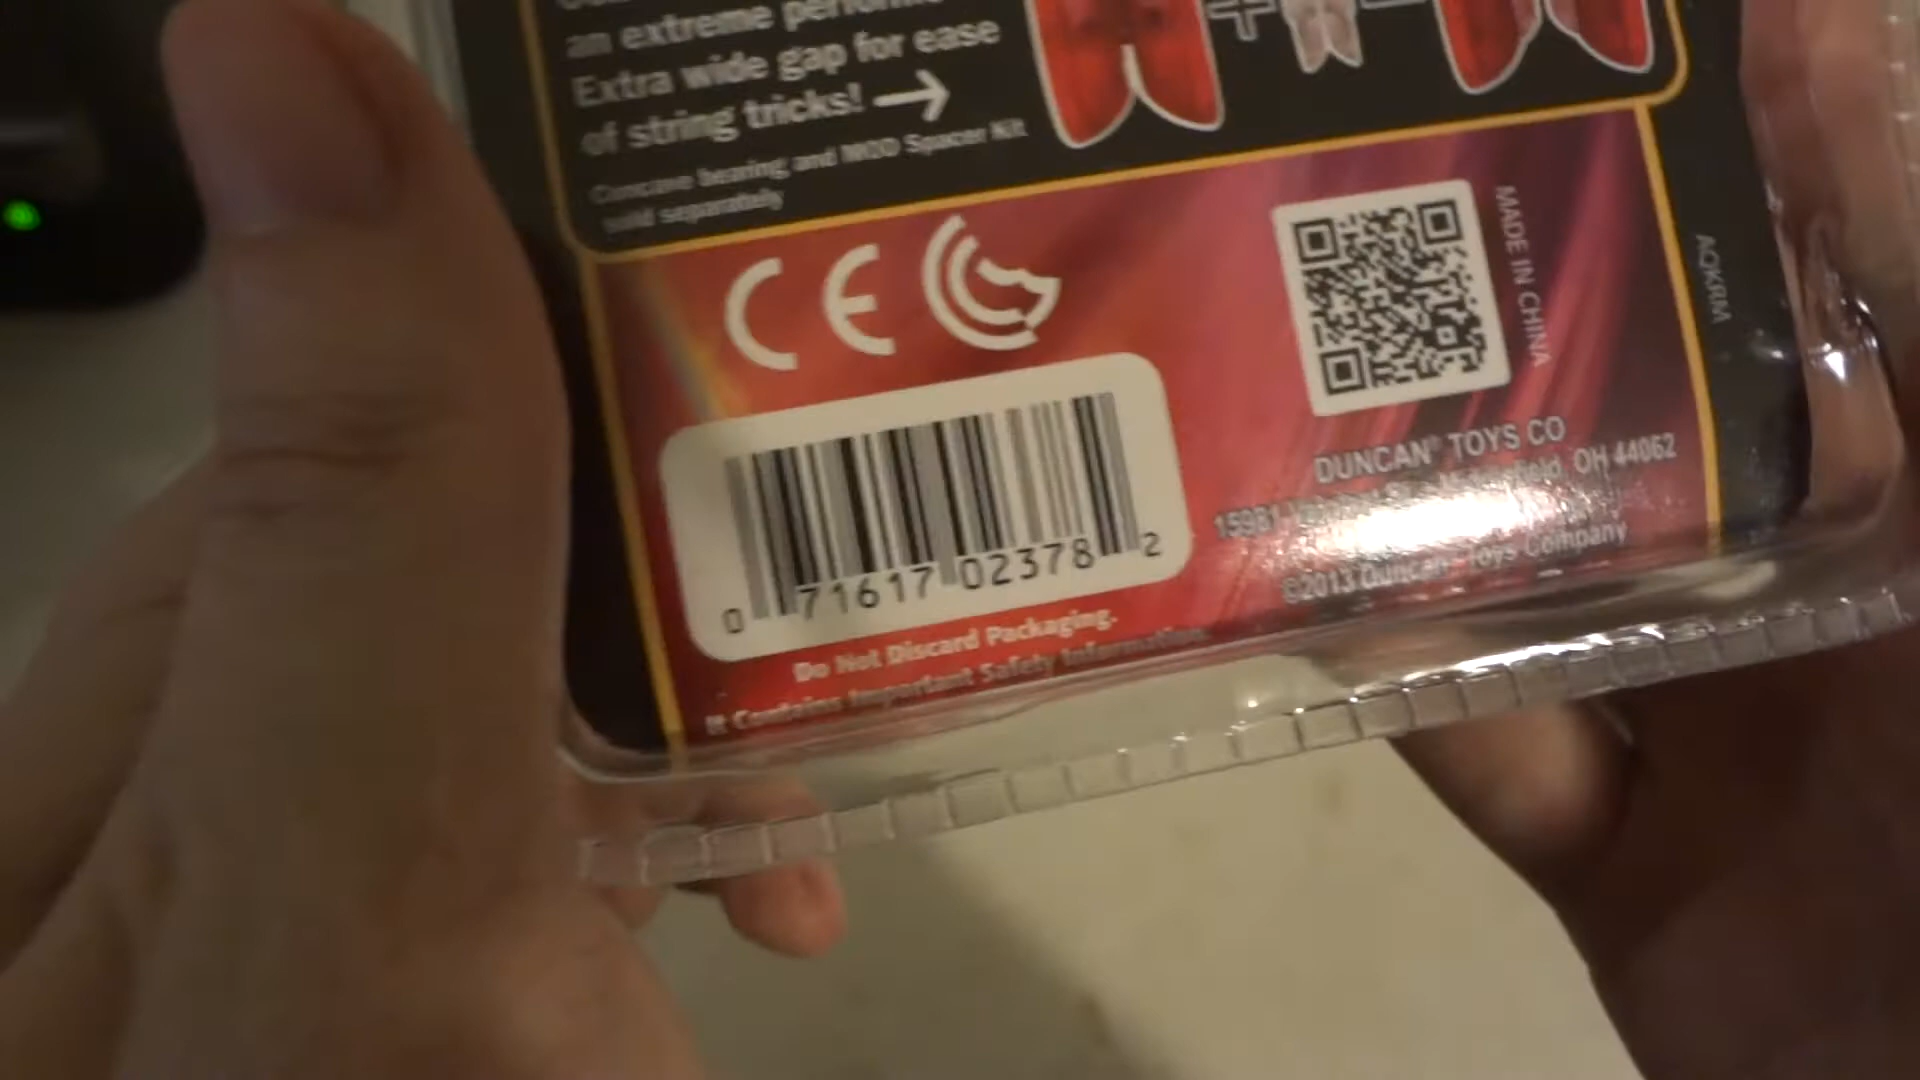 an extreme
Extra wide gap for ease
of string tricks! →
Concave bearing and MOD Spacer Kit
sold separately
CE
MADE IN CHINA
AQKRM
0 71617 02378 2
DUNCAN® TOYS CO
15981 OH 44062
©2013 Duncan® Toys Company
Do Not Discard Packaging.
It Contains Important Safety Information.